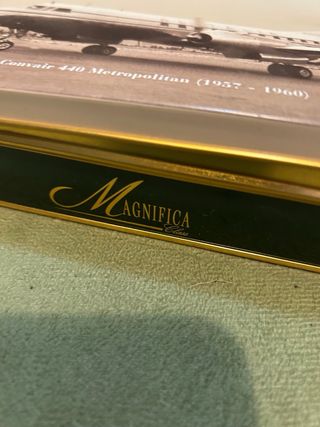 Convair 440 Metropolitan (1957 - 1960)
MAGNIFICA
Class